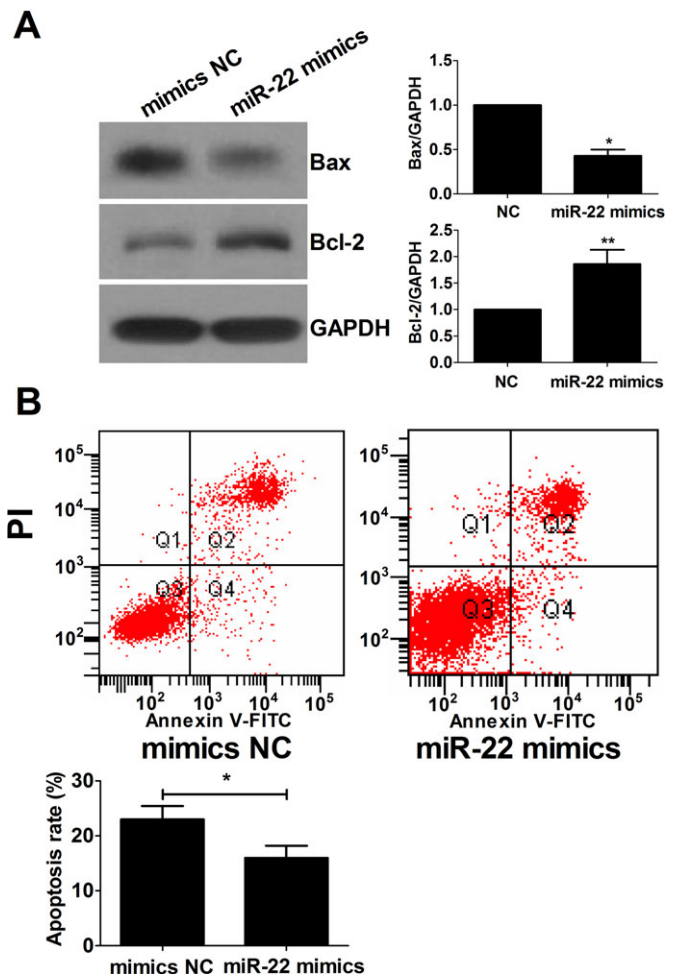 A
mimics NC
miR-22 mimics
Bax
Bcl-2
GAPDH
Bax/GAPDH
1.5
1.0
0.5
0.0
*
NC
miR-22 mimics
Bcl-2/GAPDH
2.5
2.0
1.5
1.0
0.5
0.0
**
NC
miR-22 mimics
B
PI
10⁵
10⁴
10³
10²
Q1
Q2
Q3
Q4
10² 10³ 10⁴ 10⁵
Annexin V-FITC
mimics NC
10⁵
10⁴
10³
10²
Q1
Q2
Q3
Q4
10² 10³ 10⁴ 10⁵
Annexin V-FITC
miR-22 mimics
Apoptosis rate (%)
30
20
10
0
*
mimics NC
miR-22 mimics